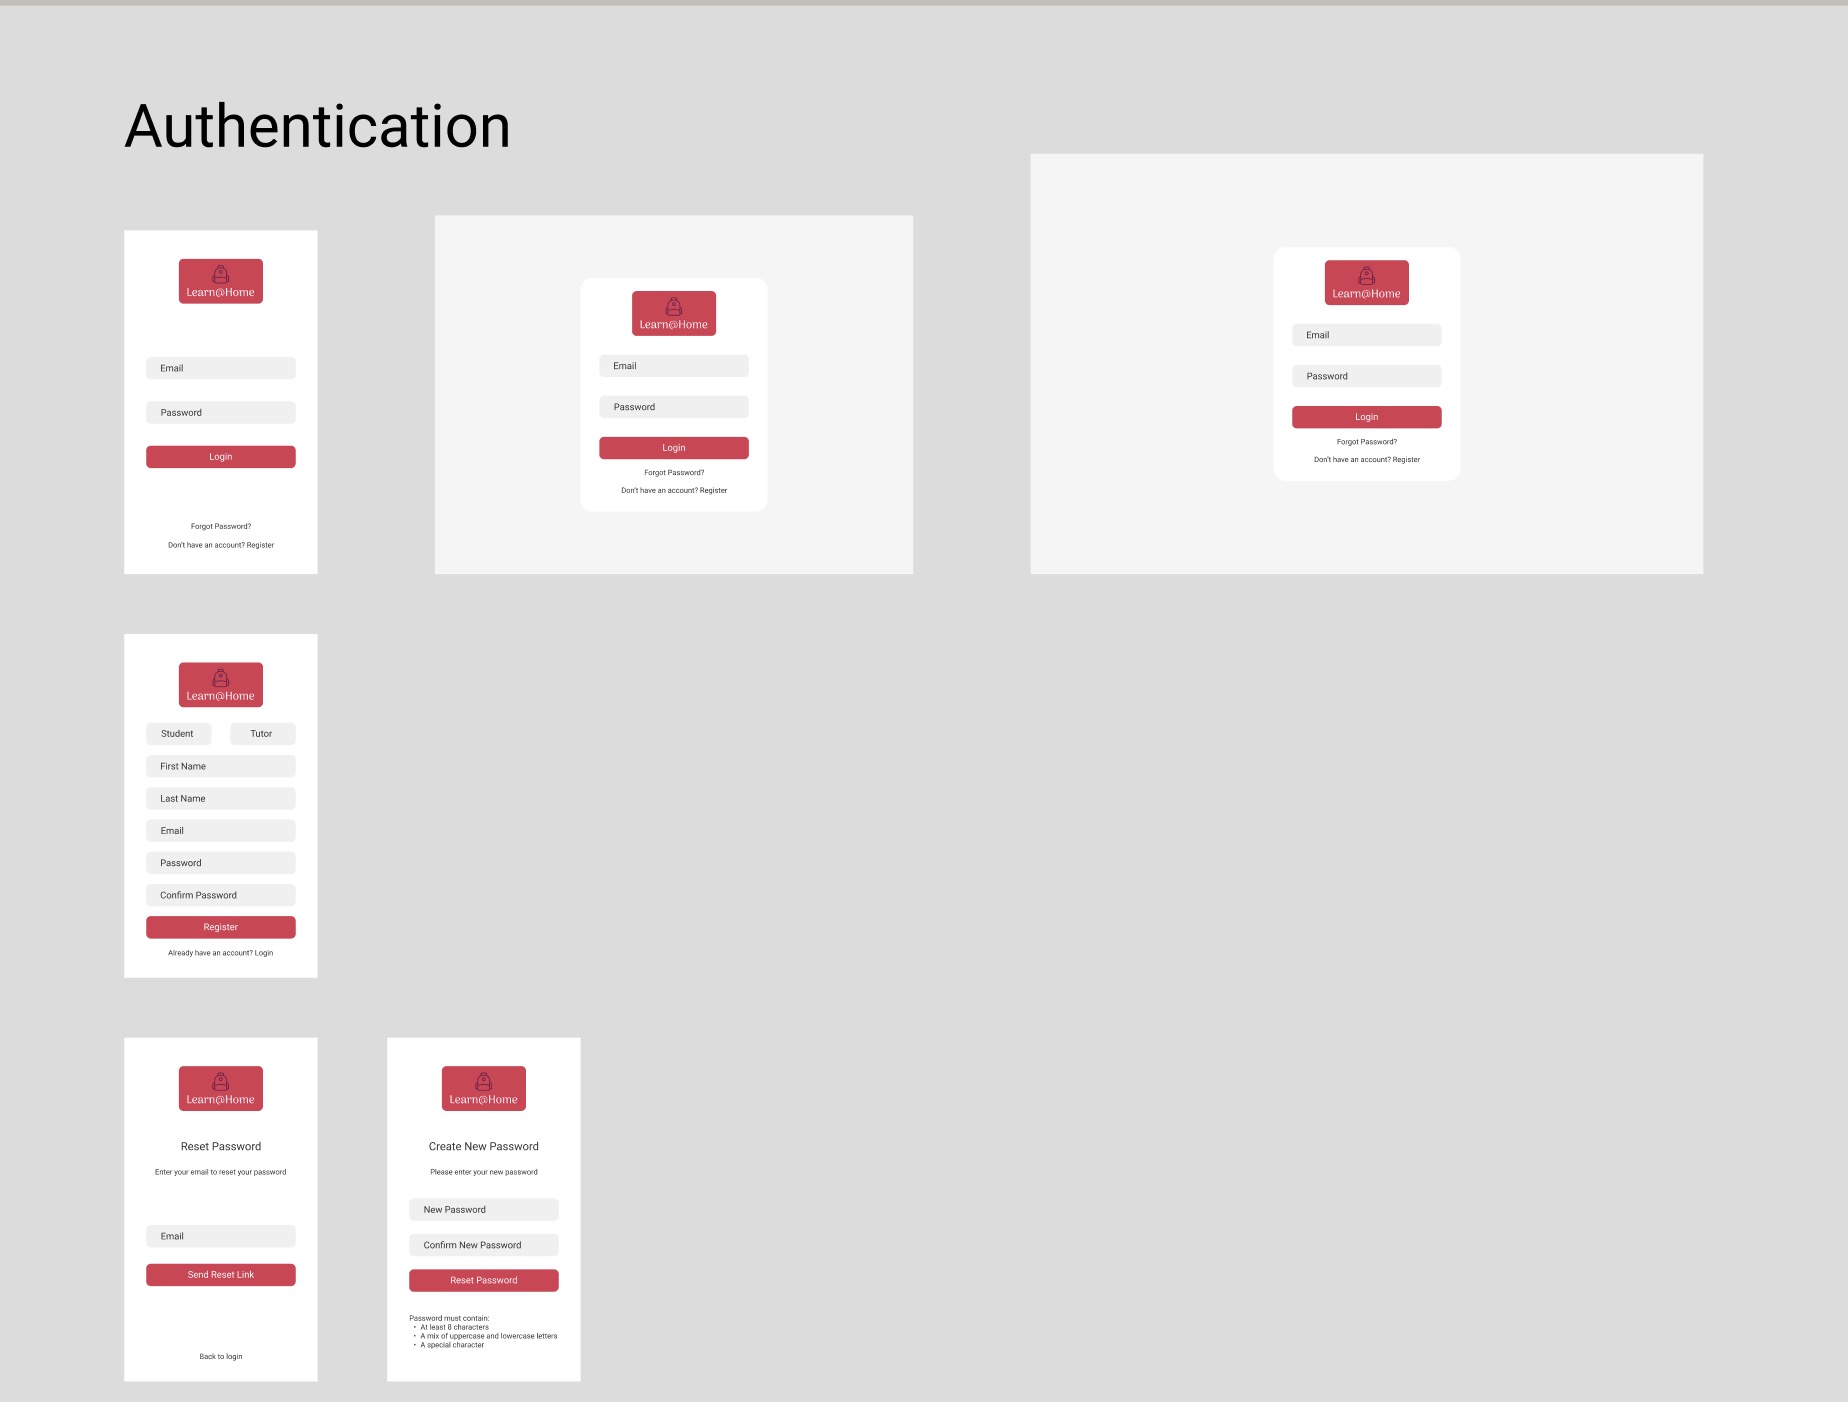 Authentication
Learn@Home
Email
Password
Login
Forgot Password?
Don't have an account? Register
Learn@Home
Email
Password
Login
Forgot Password?
Don't have an account? Register
Learn@Home
Email
Password
Login
Forgot Password?
Don't have an account? Register
Learn@Home
Student Tutor
First Name
Last Name
Email
Password
Confirm Password
Register
Already have an account? Login
Learn@Home
Reset Password
Enter your email to reset your password
Email
Send Reset Link
Back to login
Learn@Home
Create New Password
Please enter your new password
New Password
Confirm New Password
Reset Password
Password must contain:
• At least 8 characters
• A mix of uppercase and lowercase letters
• A special character